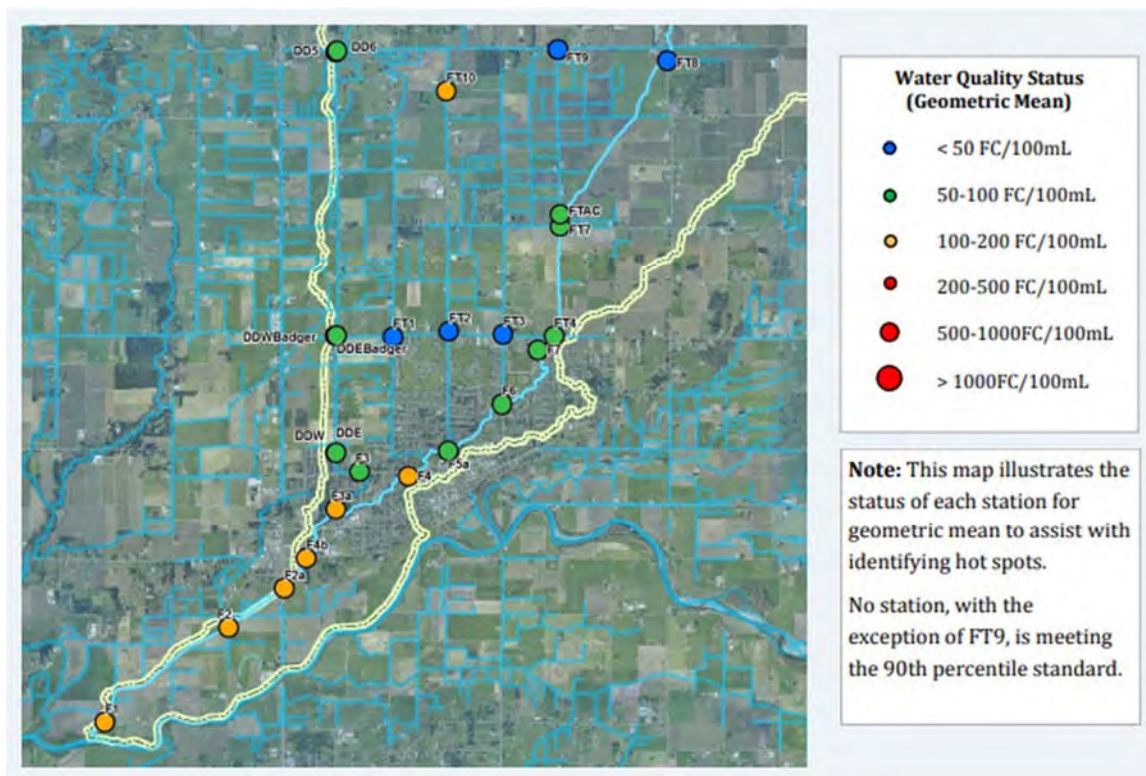 DD5
DD6
FT9
FT8
FT10
FTAC
FT7
DDWBadger
DDEBadger
FT1
FT2
FT3
FT4
F7
F6
DDW
DDE
F3
F5a
F4
F3a
F4b
F2a
F2
F1
Water Quality Status
(Geometric Mean)
< 50 FC/100mL
50-100 FC/100mL
100-200 FC/100mL
200-500 FC/100mL
500-1000FC/100mL
> 1000FC/100mL
Note: This map illustrates the
status of each station for
geometric mean to assist with
identifying hot spots.
No station, with the
exception of FT9, is meeting
the 90th percentile standard.